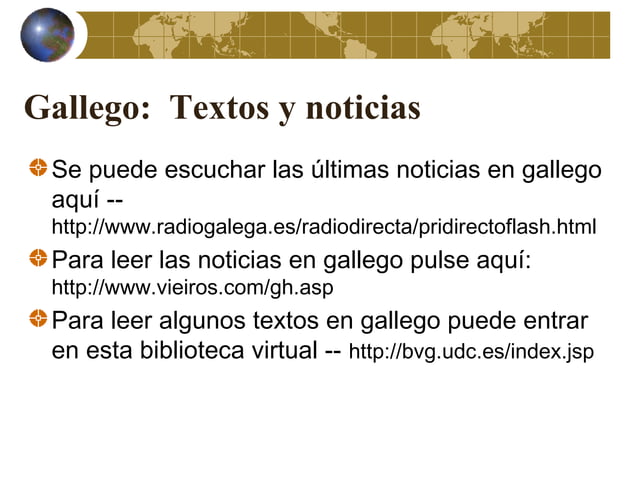 Gallego:  Textos y noticias
Se puede escuchar las últimas noticias en gallego
aquí --
http://www.radiogalega.es/radiodirecta/pridirectoflash.html
Para leer las noticias en gallego pulse aquí:
http://www.vieiros.com/gh.asp
Para leer algunos textos en gallego puede entrar
en esta biblioteca virtual -- http://bvg.udc.es/index.jsp